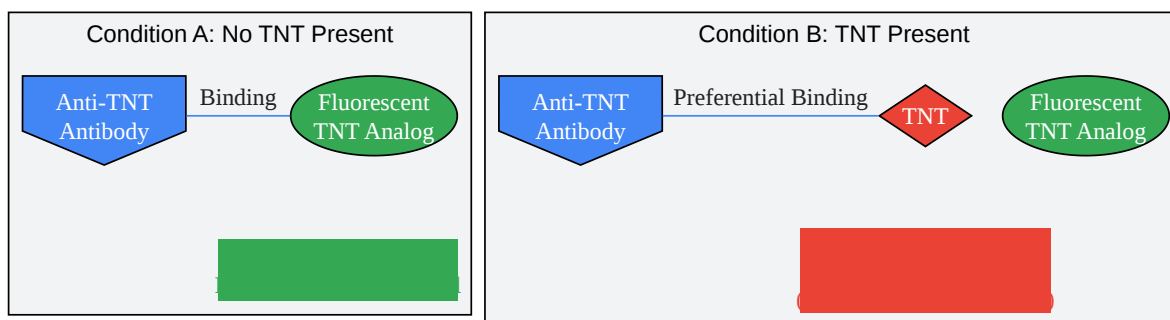 Condition A: No TNT Present
Anti-TNT
Antibody
Binding
Fluorescent
TNT Analog
Condition B: TNT Present
Anti-TNT
Antibody
Preferential Binding
TNT
Fluorescent
TNT Analog